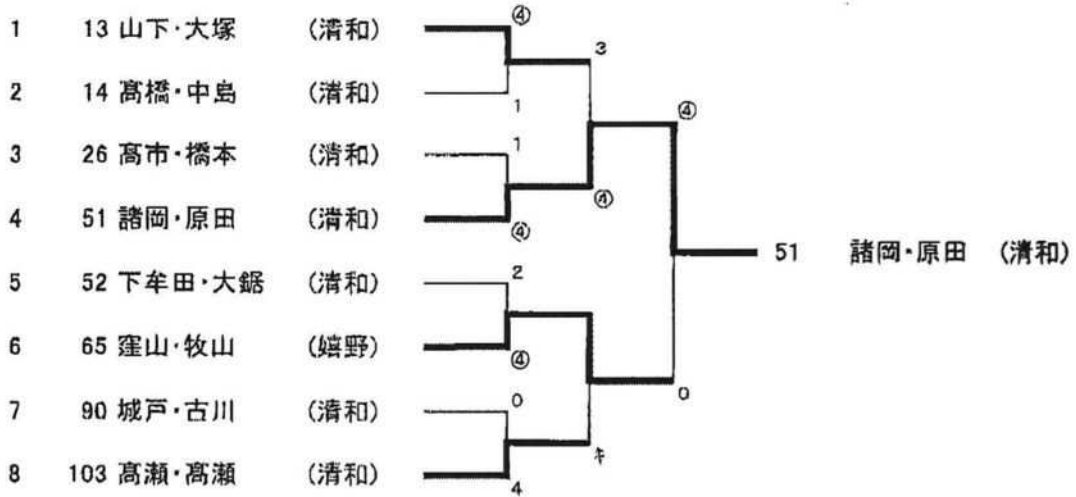 1 13 山下・大塚 (清和) ④
3
2 14 髙橋・中島 (清和) 1
④
3 26 髙市・橋本 (清和) 1
④
4 51 諸岡・原田 (清和) ④
51 諸岡・原田 (清和)
5 52 下牟田・大鋸 (清和) 2
6 65 窪山・牧山 (嬉野) ④
0
7 90 城戸・古川 (清和) 0
キ
8 103 髙瀬・髙瀬 (清和) 4